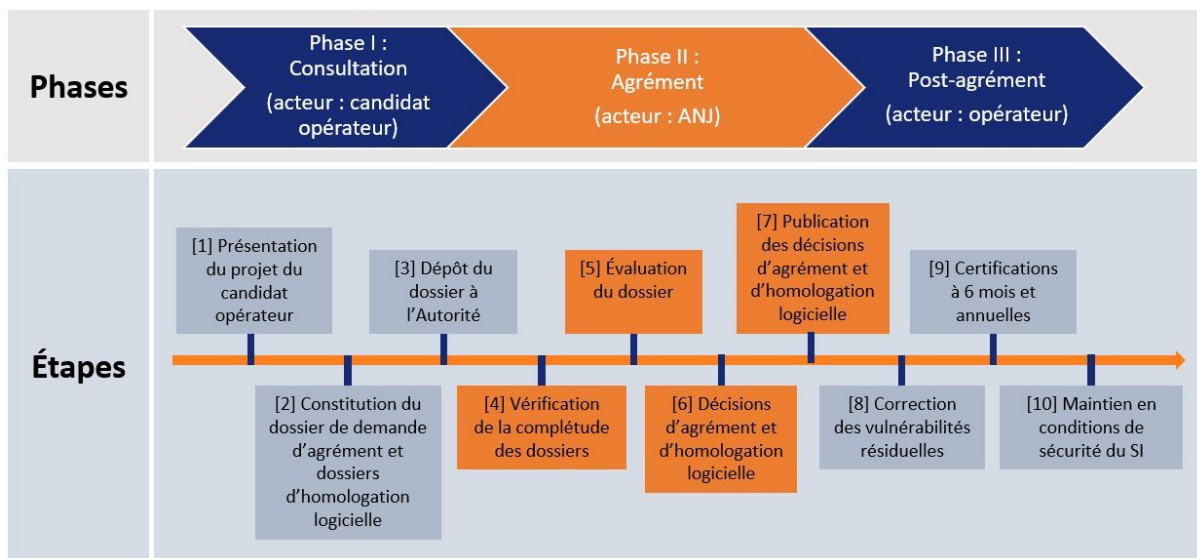 Phases
Phase I :
Consultation
(acteur : candidat
opérateur)
Phase II :
Agrément
(acteur : ANJ)
Phase III :
Post-agrément
(acteur : opérateur)
Étapes
[1] Présentation
du projet du
candidat
opérateur
[2] Constitution du
dossier de demande
d’agrément et
dossiers
d’homologation
logicielle
[3] Dépôt du
dossier à
l’Autorité
[4] Vérification
de la complétude
des dossiers
[5] Évaluation
du dossier
[6] Décisions
d’agrément et
d’homologation
logicielle
[7] Publication
des décisions
d’agrément et
d’homologation
logicielle
[8] Correction
des vulnérabilités
résiduelles
[9] Certifications
à 6 mois et
annuelles
[10] Maintien en
conditions de
sécurité du SI